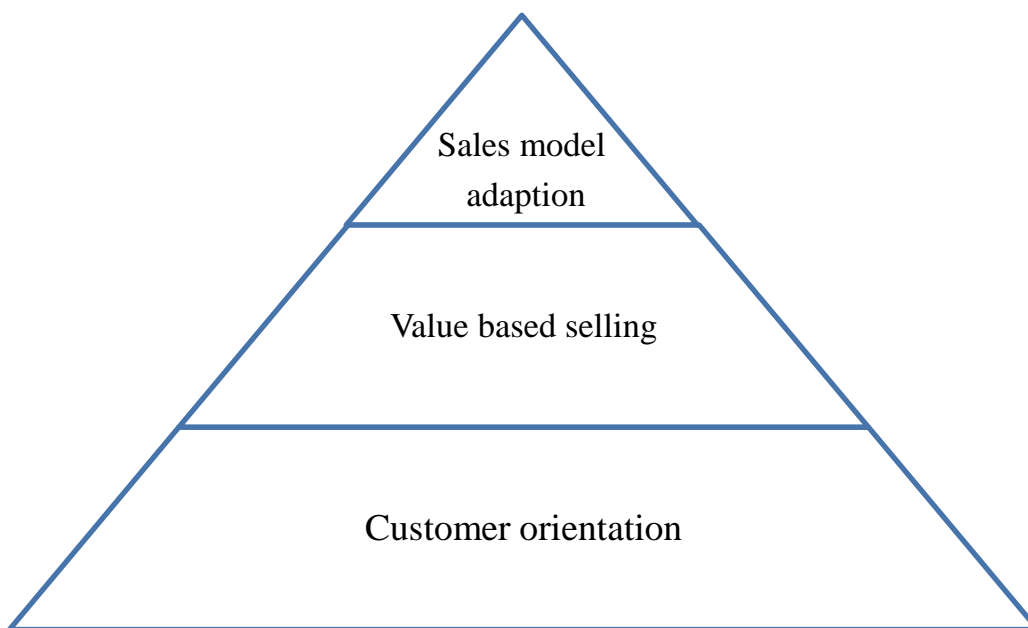 Sales model
adaption
Value based selling
Customer orientation